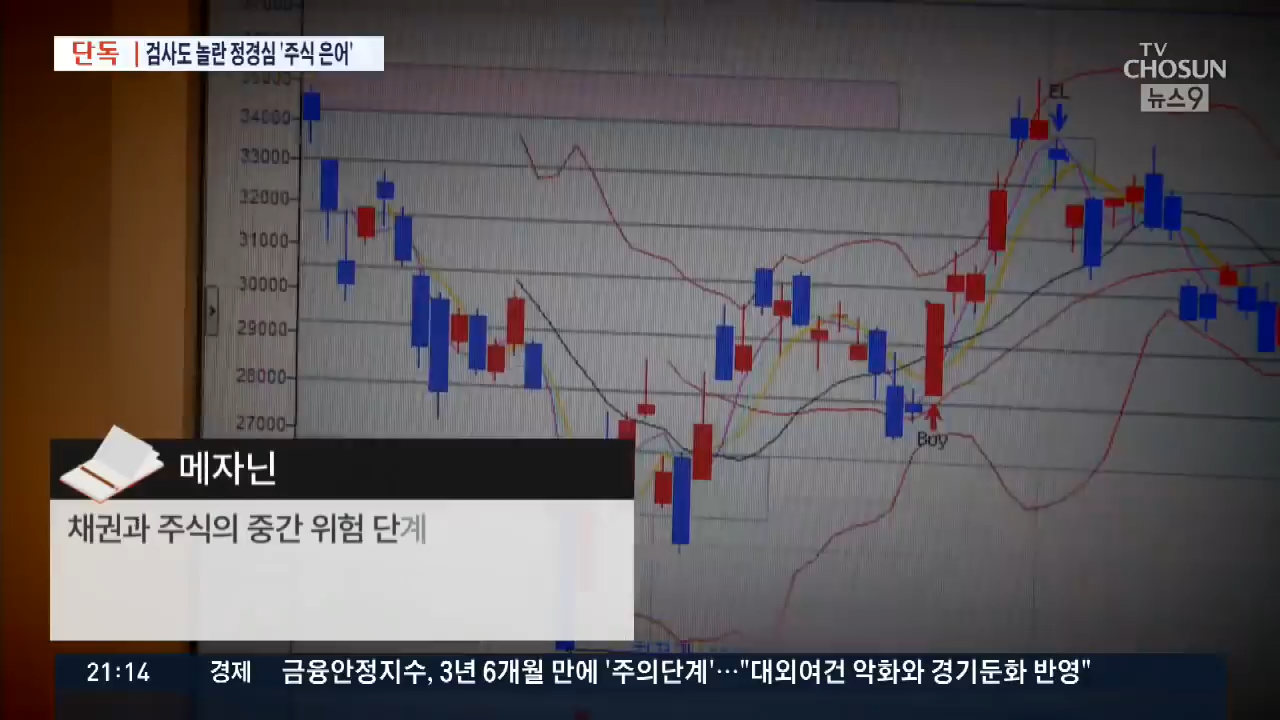 단독 | 검사도 놀란 정경심 '주식 은어'
TV
CHOSUN
뉴스9
34000
33000
32000
31000
30000
29000
28000
27000
EL
Buy
메자닌
채권과 주식의 중간 위험 단계
21:14 경제 금융안정지수, 3년 6개월 만에 '주의단계'…"대외여건 악화와 경기둔화 반영"